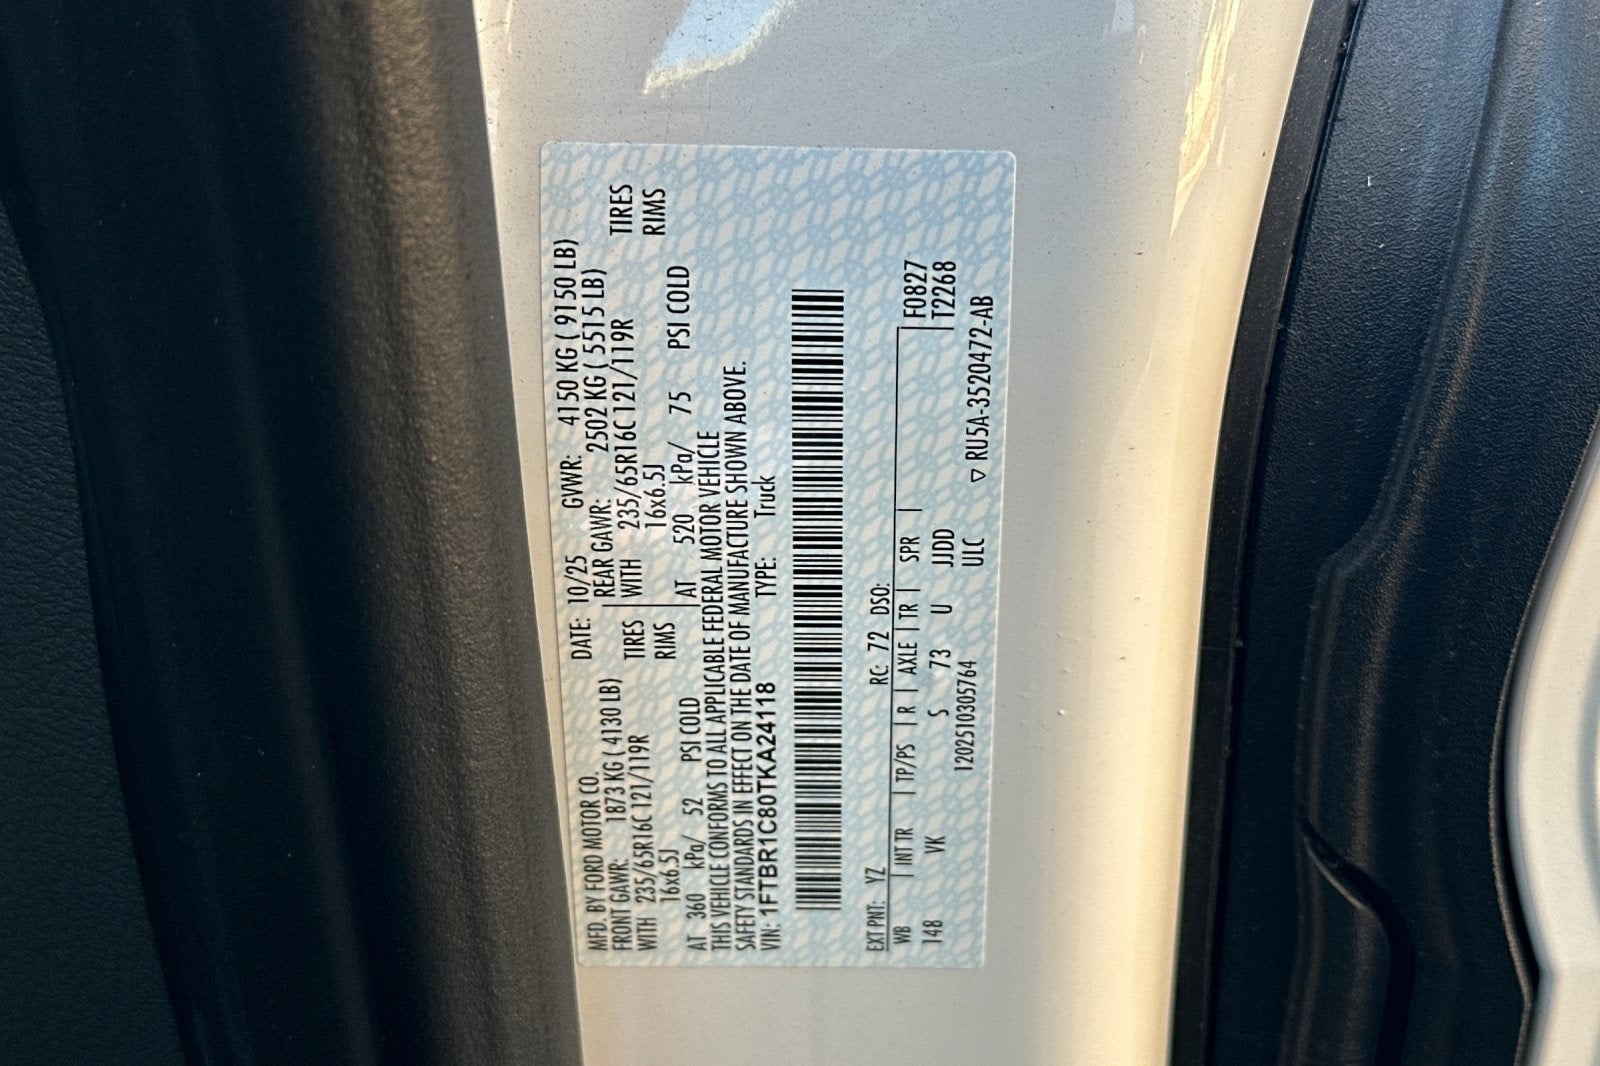 MFD. BY FORD MOTOR CO.
DATE: 10/25 GVWR: 4150 KG ( 9150 LB)
FRONT GAWR: 1873 KG ( 4130 LB) REAR GAWR: 2502 KG ( 5515 LB)
WITH 235/65R16C 121/119R TIRES WITH 235/65R16C 121/119R TIRES
16x6.5J RIMS 16x6.5J RIMS
AT 360 kPa/ 52 PSI COLD AT 520 kPa/ 75 PSI COLD
THIS VEHICLE CONFORMS TO ALL APPLICABLE FEDERAL MOTOR VEHICLE
SAFETY STANDARDS IN EFFECT ON THE DATE OF MANUFACTURE SHOWN ABOVE.
VIN: 1FTBR1C80TKA24118 TYPE: Truck
EXT PNT: YZ RC: 72 DSO:
WB | INT TR | TP/PS | R | AXLE | TR | SPR | F0827
148 VK S 73 U JJDD T2268
1202510305764 ULC ▽ RU5A-3520472-AB